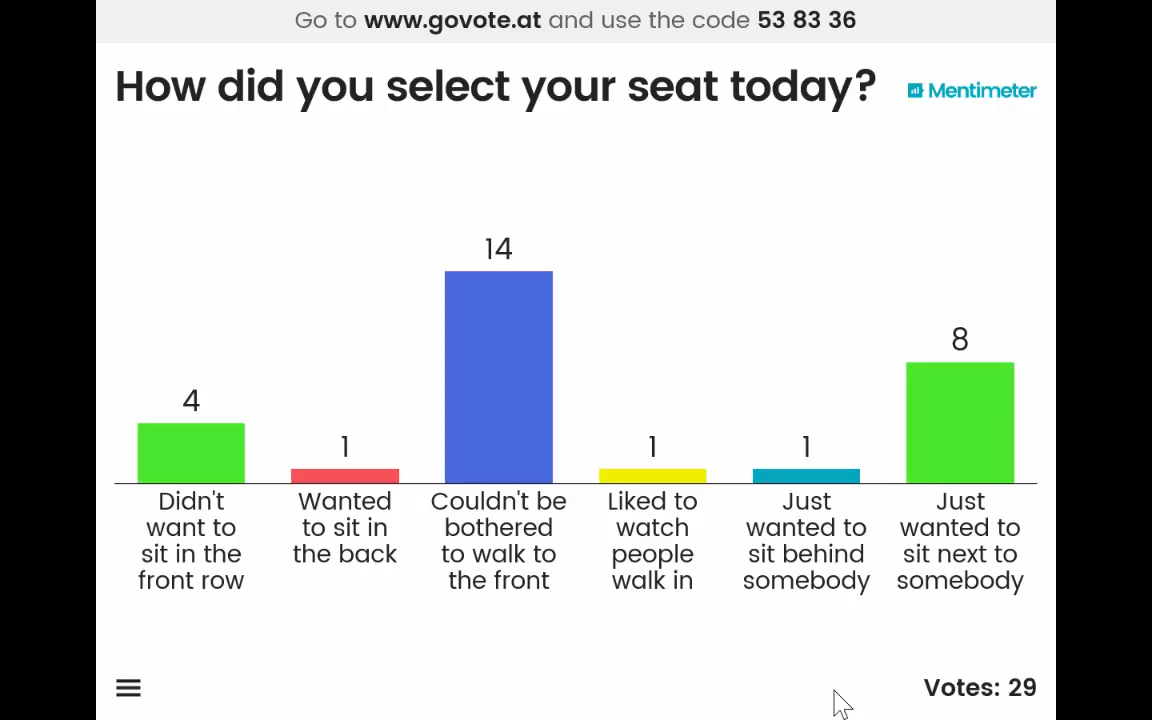 Go to www.govote.at and use the code 53 83 36
How did you select your seat today?
Mentimeter
4
1
14
1
1
8
Didn't
want to
sit in the
front row
Wanted
to sit in
the back
Couldn't be
bothered
to walk to
the front
Liked to
watch
people
walk in
Just
wanted to
sit behind
somebody
Just
wanted to
sit next to
somebody
Votes: 29